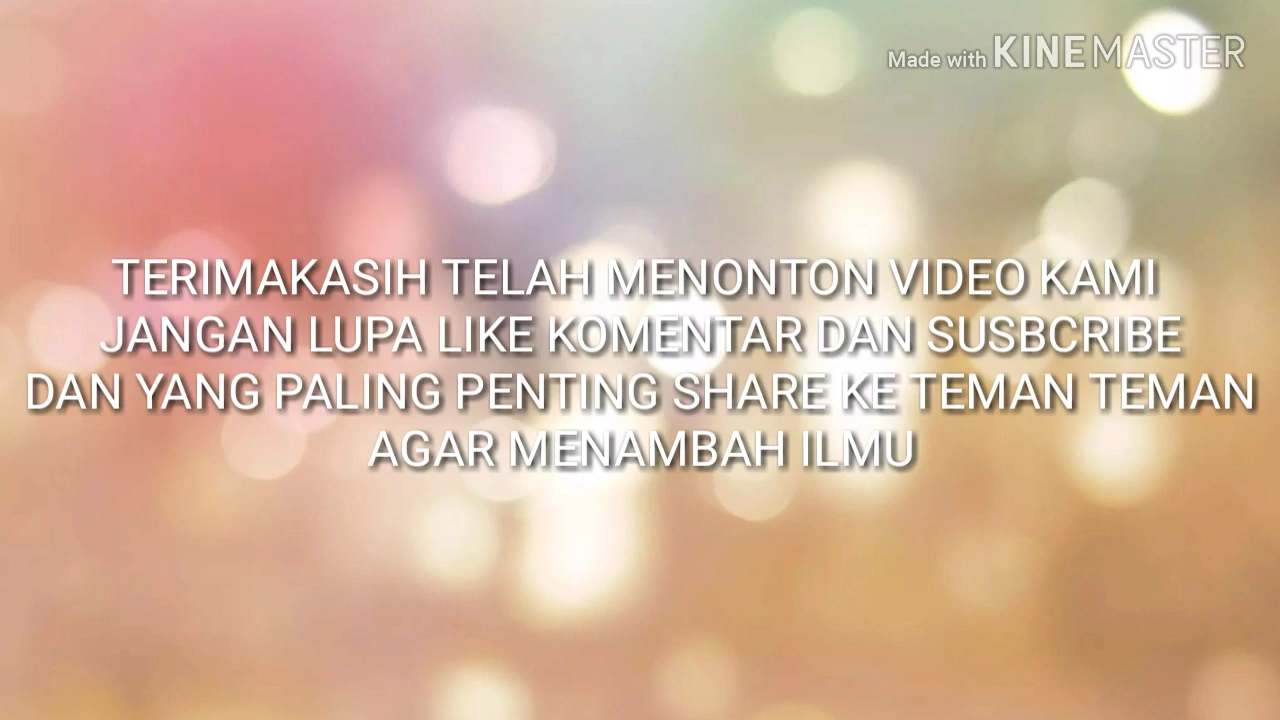 Made with KINEMASTER
TERIMAKASIH TELAH MENONTON VIDEO KAMI
JANGAN LUPA LIKE KOMENTAR DAN SUSBCRIBE
DAN YANG PALING PENTING SHARE KE TEMAN TEMAN
AGAR MENAMBAH ILMU